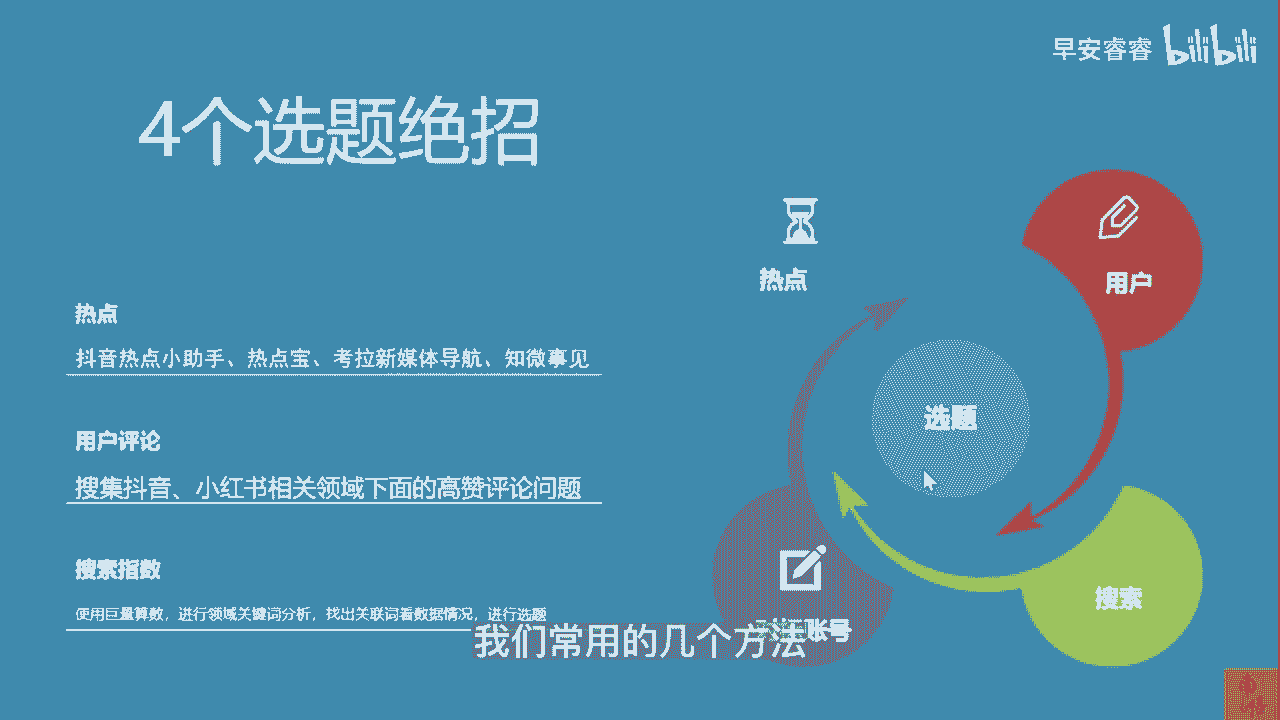 早安睿睿 bilibili
4个选题绝招
热点
用户
热点
抖音热点小助手、热点宝、考拉新媒体导航、知微事见
选题
用户评论
搜集抖音、小红书相关领域下面的高赞评论问题
搜索指数
使用巨量算数，进行领域关键词分析，找出关联词看数据情况，进行选题
搜索
账号
我们常用的几个方法